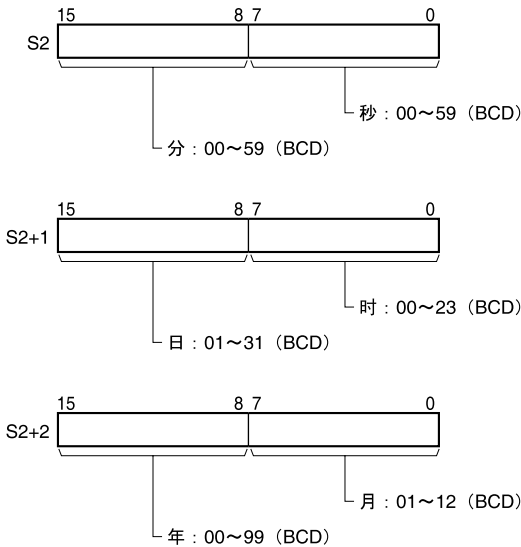 15 8 7 0
S2
秒：00～59（BCD）
分：00～59（BCD）
15 8 7 0
S2+1
时：00～23（BCD）
日：01～31（BCD）
15 8 7 0
S2+2
月：01～12（BCD）
年：00～99（BCD）